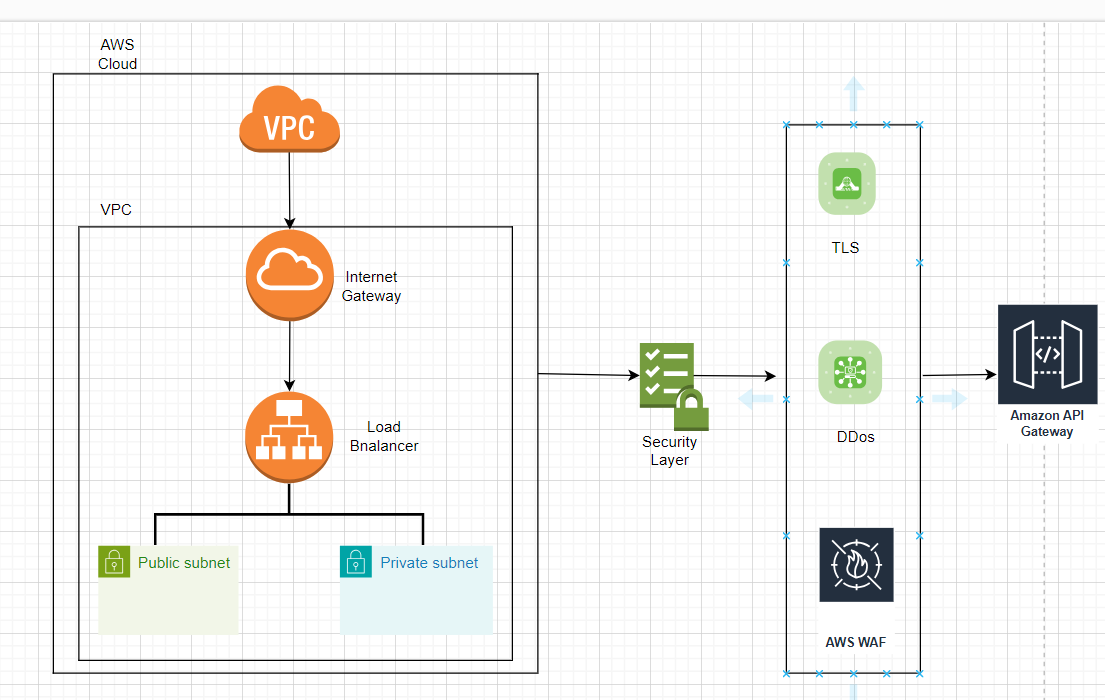 AWS
Cloud
VPC
VPC
Internet
Gateway
Load
Bnalancer
Public subnet
Private subnet
Security
Layer
TLS
DDos
AWS WAF
</>
Amazon API
Gateway